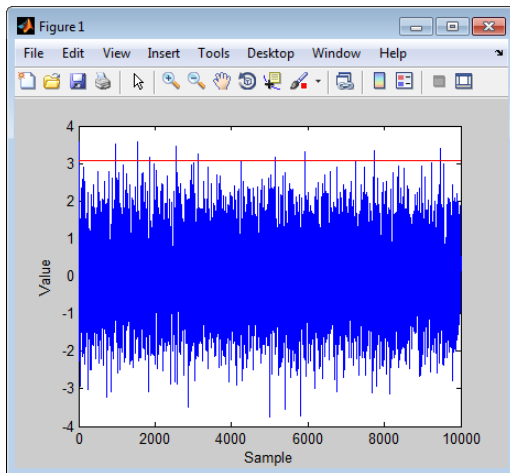 Figure 1
File Edit View Insert Tools Desktop Window Help
4
3
2
1
0
-1
-2
-3
-4
Value
0 2000 4000 6000 8000 10000
Sample